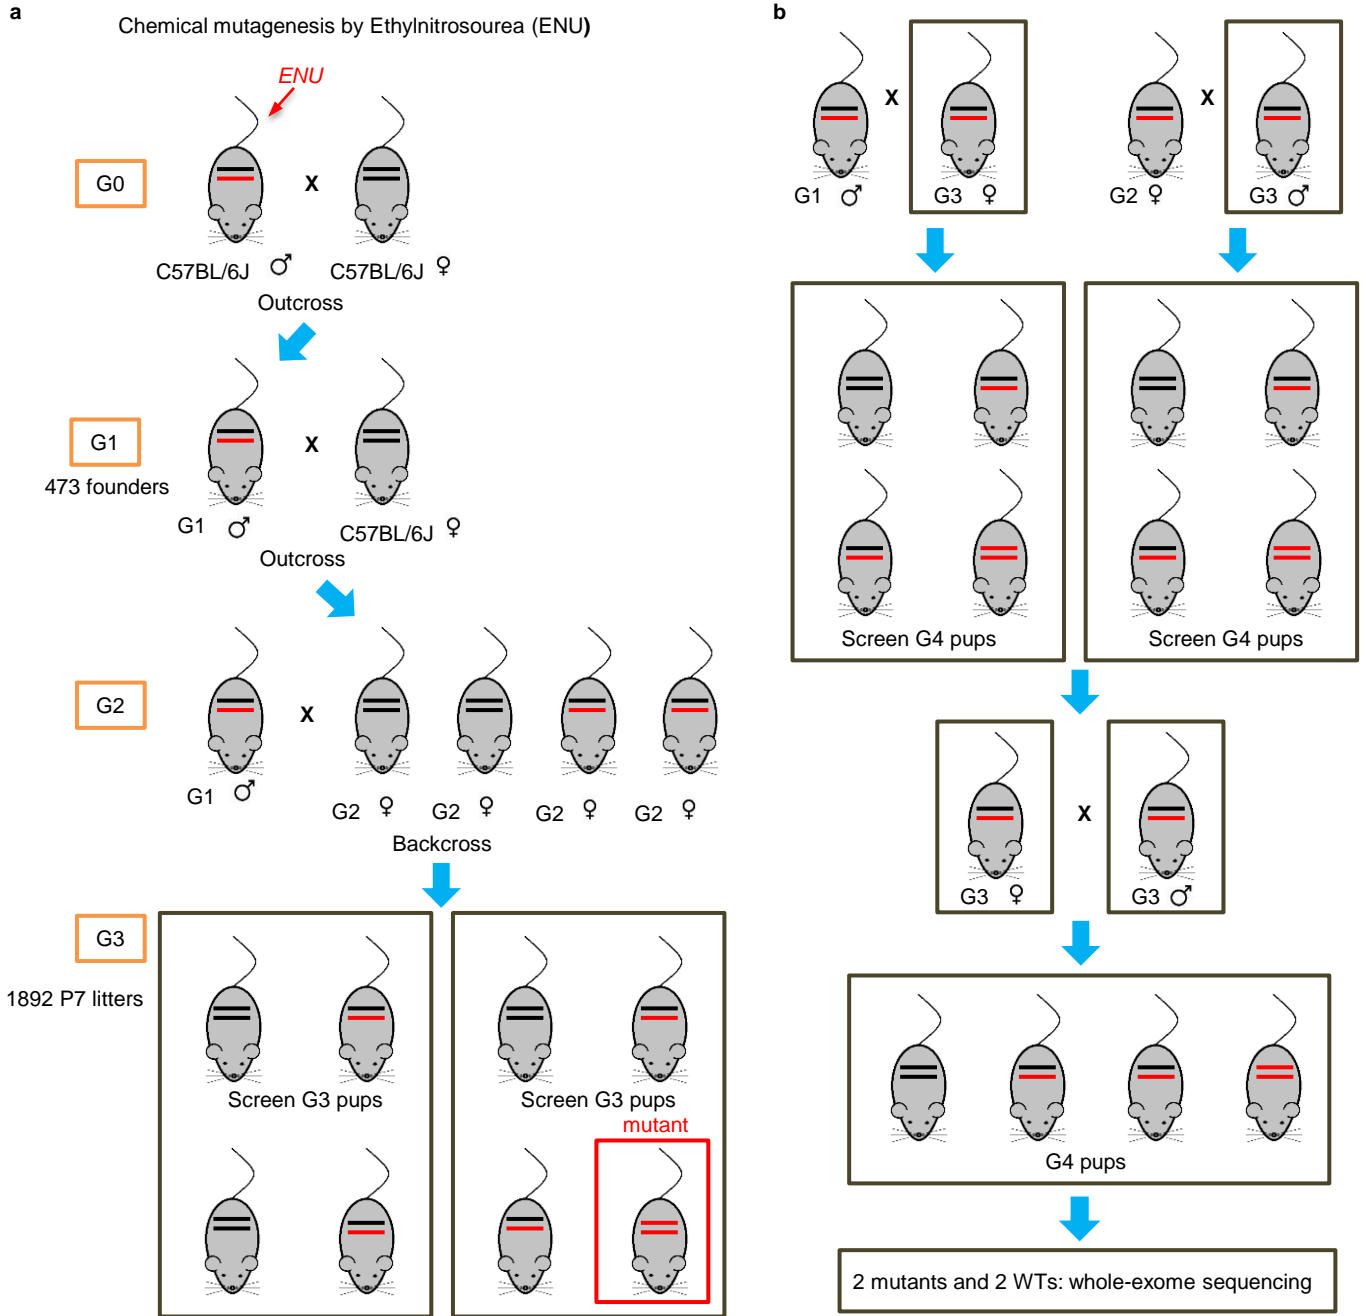 a
Chemical mutagenesis by Ethylnitrosourea (ENU)
ENU
G0
X
C57BL/6J ♂
C57BL/6J ♀
Outcross
G1
473 founders
X
G1 ♂
C57BL/6J ♀
Outcross
G2
X
G1 ♂
G2 ♀
G2 ♀
G2 ♀
G2 ♀
Backcross
G3
1892 P7 litters
Screen G3 pups
Screen G3 pups
mutant
b
X
X
G1 ♂
G3 ♀
G2 ♀
G3 ♂
Screen G4 pups
Screen G4 pups
X
G3 ♀
G3 ♂
G4 pups
2 mutants and 2 WTs: whole-exome sequencing